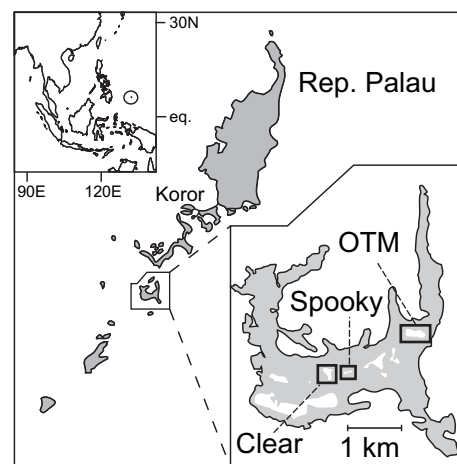 30N
Rep. Palau
eq.
90E 120E
Koror
OTM
Spooky
Clear
1 km